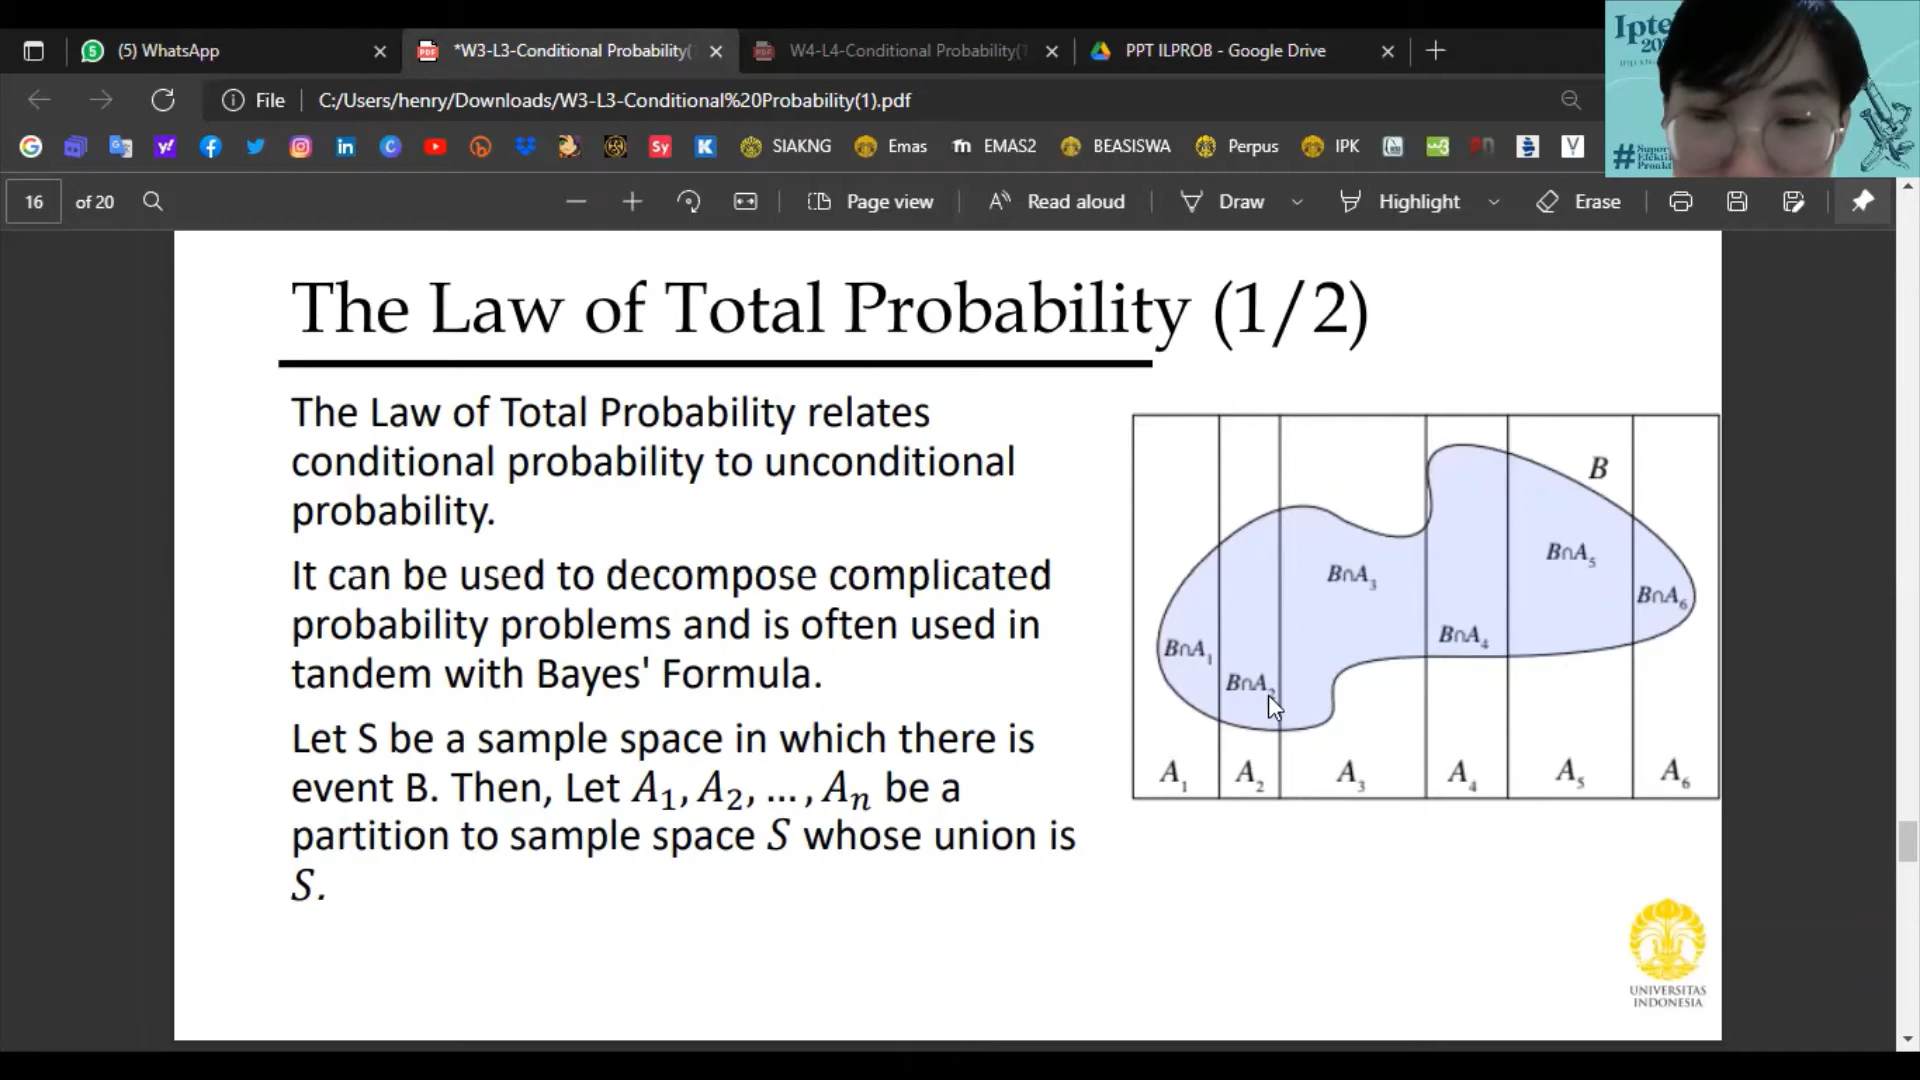 (5) WhatsApp
*W3-L3-Conditional Probability(
W4-L4-Conditional Probability(
PPT ILPROB - Google Drive
File
C:/Users/henry/Downloads/W3-L3-Conditional%20Probability(1).pdf
SIAKNG
Emas
EMAS2
BEASISWA
Perpus
IPK
16 of 20
Page view
Read aloud
Draw
Highlight
Erase
The Law of Total Probability (1/2)
The Law of Total Probability relates
conditional probability to unconditional
probability.
It can be used to decompose complicated
probability problems and is often used in
tandem with Bayes' Formula.
Let S be a sample space in which there is
event B. Then, Let A₁, A₂, … , Aₙ be a
partition to sample space S whose union is
S.
B
B∩A₁
B∩A₂
B∩A₃
B∩A₄
B∩A₅
B∩A₆
A₁ A₂ A₃ A₄ A₅ A₆
UNIVERSITAS
INDONESIA